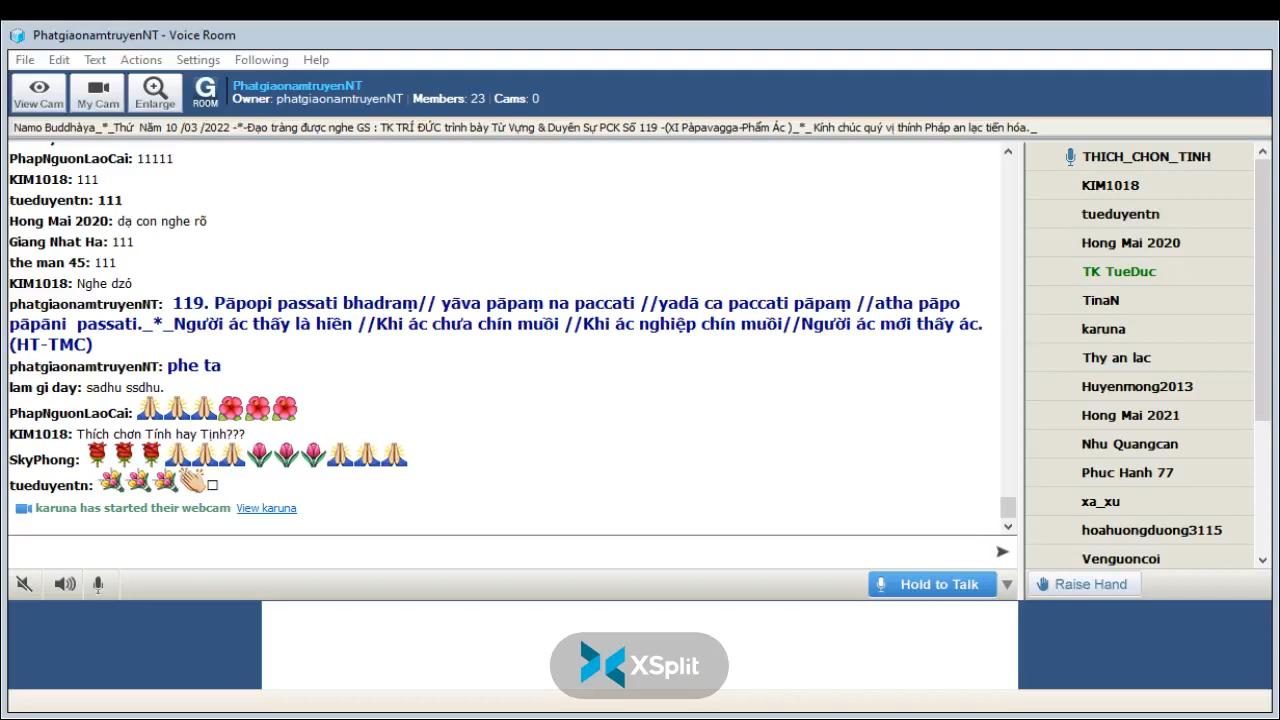 PhatgiaonamtruyenNT - Voice Room
File Edit Text Actions Settings Following Help
View Cam My Cam Enlarge G ROOM
PhatgiaonamtruyenNT
Owner: phatgiaonamtruyenNT | Members: 23 | Cams: 0
Namo Buddhàya_*_Thứ Năm 10 /03 /2022 -*-Đạo tràng được nghe GS : TK TRÍ ĐỨC trình bày Từ Vựng & Duyên Sự PCK Số 119 -(XI Pàpavagga-Phẩm Ác )_*_ Kính chúc quý vị thính Pháp an lạc tiến hóa._
PhapNguonLaoCai: 11111
KIM1018: 111
tueduyentn: 111
Hong Mai 2020: dạ con nghe rõ
Giang Nhat Ha: 111
the man 45: 111
KIM1018: Nghe dzó
phatgiaonamtruyenNT: 119. Pāpopi passati bhadraṃ// yāva pāpaṃ na paccati //yadā ca paccati pāpaṃ //atha pāpo
pāpāni passati._*_Người ác thấy là hiền //Khi ác chưa chín muồi //Khi ác nghiệp chín muồi//Người ác mới thấy ác.
(HT-TMC)
phatgiaonamtruyenNT: phe ta
lam gi day: sadhu ssdhu.
PhapNguonLaoCai: 🙏🙏🙏🌺🌺🌺
KIM1018: Thích chơn Tính hay Tịnh???
SkyPhong: 🌹🌹🌹🙏🙏🙏🌷🌷🌷🙏🙏🙏
tueduyentn: 💐💐💐👏□
karuna has started their webcam View karuna
Hold to Talk
THICH_CHON_TINH
KIM1018
tueduyentn
Hong Mai 2020
TK TueDuc
TinaN
karuna
Thy an lac
Huyenmong2013
Hong Mai 2021
Nhu Quangcan
Phuc Hanh 77
xa_xu
hoahuongduong3115
Venguoncoi
Raise Hand
XSplit